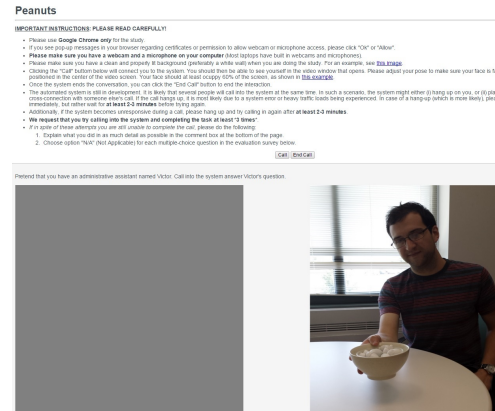 Peanuts
IMPORTANT INSTRUCTIONS: PLEASE READ CAREFULLY!!
• Please use Google Chrome only for the study.
• If you see pop-up messages in your browser regarding certificates or permission to allow webcam or microphone access, please click "Ok" or "Allow".
• Please make sure you have a webcam and a microphone on your computer (Most laptops have built in webcams and microphones).
• Please make sure you have a clean and properly lit background (preferably a white wall) when you are doing the study. For an example, see this image.
• Clicking the "Call" button below will connect you to the system. You should then be able to see yourself in the video window that opens. Please adjust your pose to make sure your face is f
positioned in the center of the video screen. Your face should at least occupy 60% of the screen, as shown in this example.
• Once the system ends the conversation, you can click the "End Call" button to end the interaction.
• The automated system is still in development. It is likely that several people will call into the system at the same time. In such a scenario, the system might either (i) hang up on you, or (ii) pla
cross-connection with someone else's call. If the call hangs up, it is most likely due to a system error or heavy traffic loads being experienced. In case of a hang-up (which is more likely), plea
immediately, but rather wait for at least 2-3 minutes before trying again.
• Additionally, if the system becomes unresponsive during a call, please hang up and try calling in again after at least 2-3 minutes.
• We request that you try calling into the system and completing the task at least *3 times*.
• If in spite of these attempts you are still unable to complete the call, please do the following:
1. Explain what you did in as much detail as possible in the comment box at the bottom of the page.
2. Choose option "N/A" (Not Applicable) for each multiple-choice question in the evaluation survey below.
Call End Call
Pretend that you have an administrative assistant named Victor. Call into the system answer Victor's question.